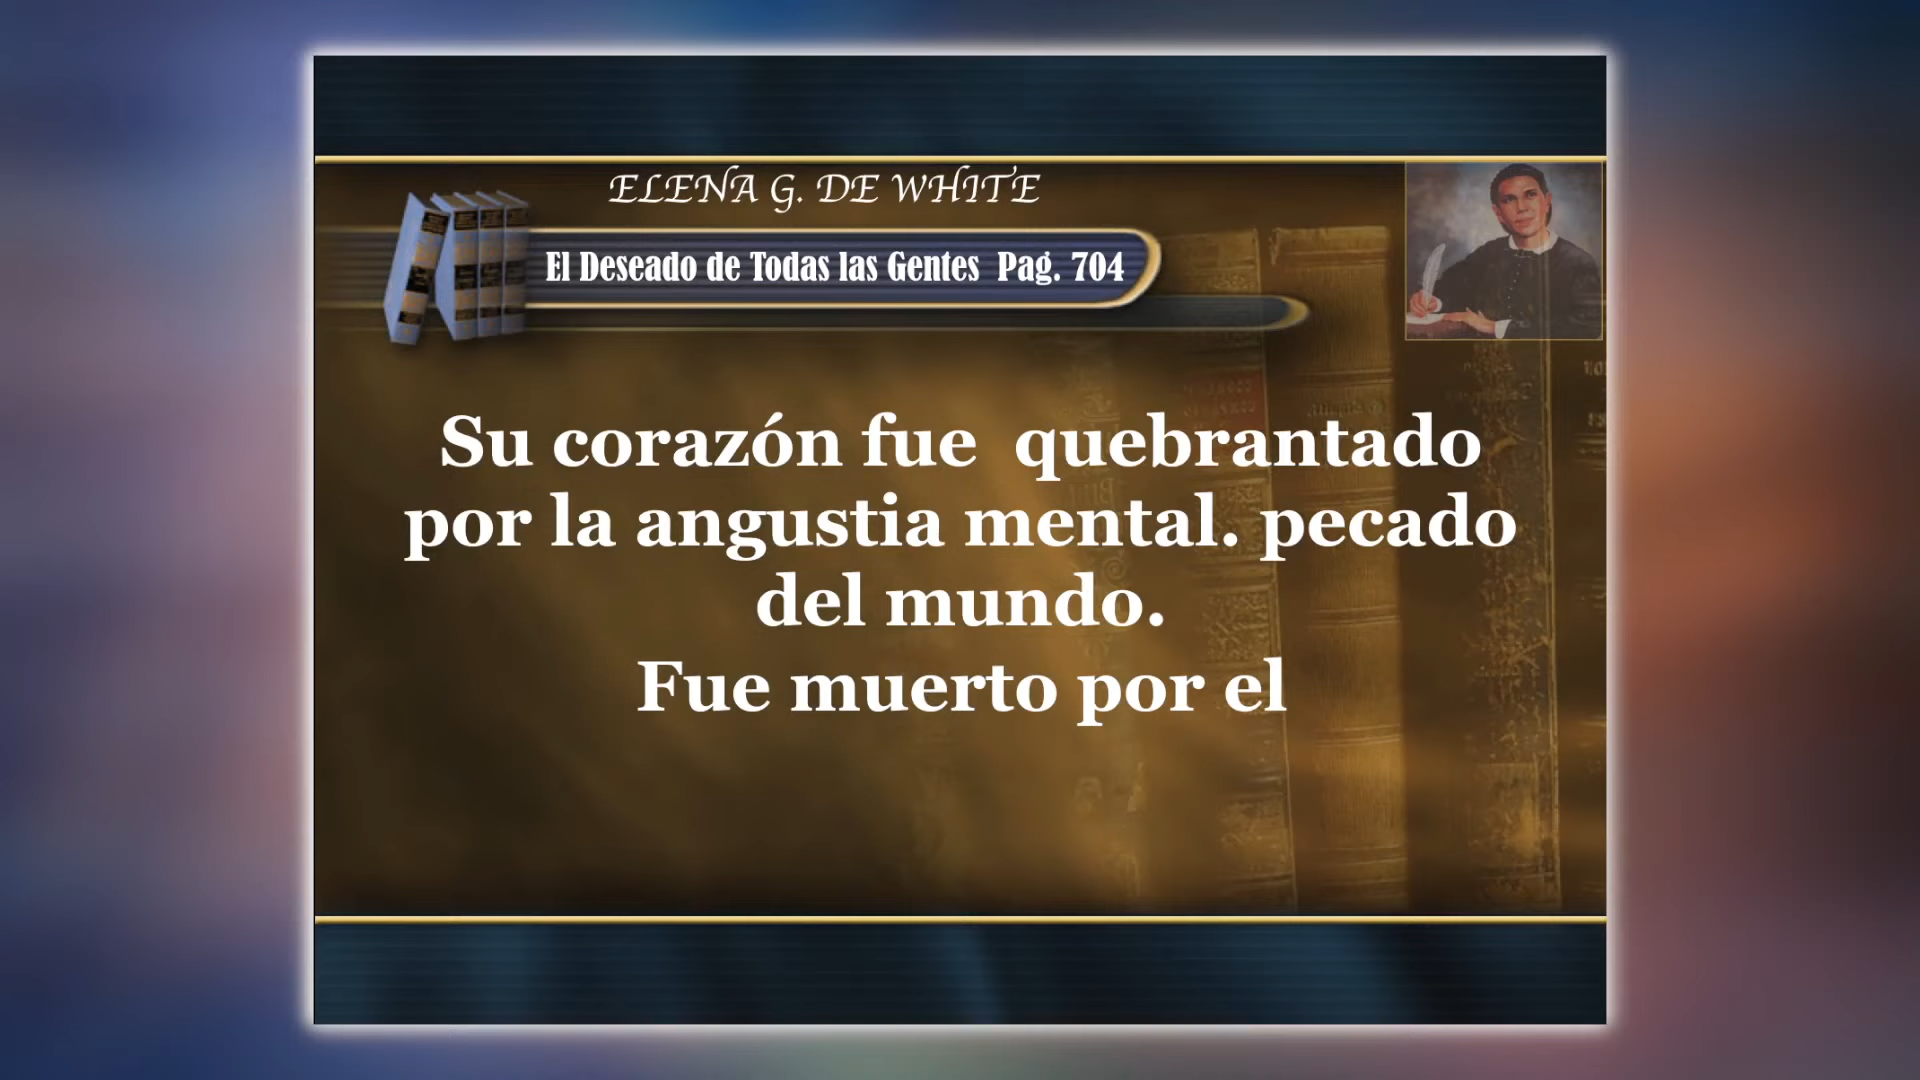 ELENA G. DE WHITE
El Deseado de Todas las Gentes Pag. 704
Su corazón fue quebrantado
por la angustia mental. pecado
del mundo.
Fue muerto por el